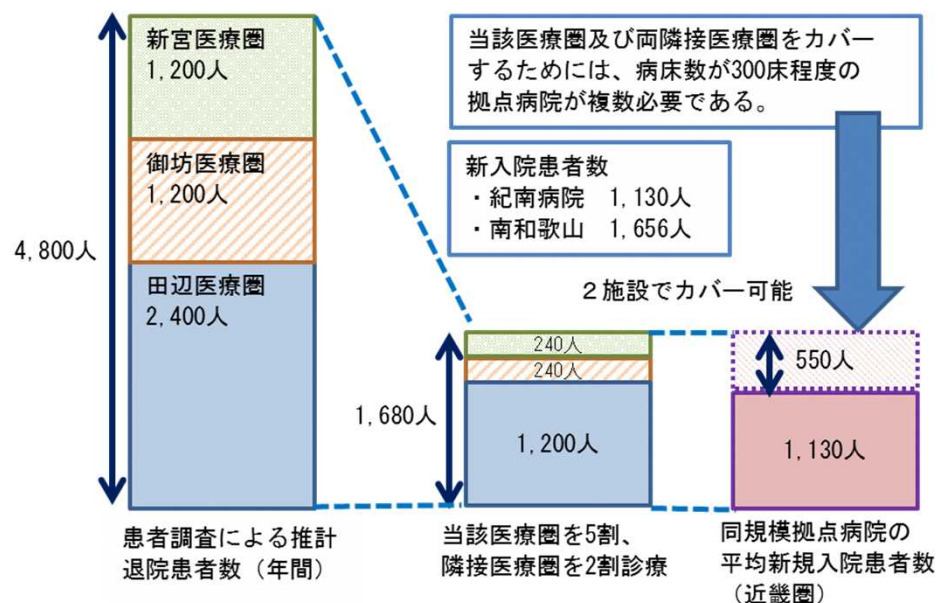 新宮医療圏
1,200人
御坊医療圏
1,200人
田辺医療圏
2,400人
4,800人
患者調査による推計
退院患者数（年間）
当該医療圏及び両隣接医療圏をカバー
するためには、病床数が300床程度の
拠点病院が複数必要である。
新入院患者数
・紀南病院　1,130人
・南和歌山　1,656人
２施設でカバー可能
240人
240人
1,680人
1,200人
当該医療圏を5割、
隣接医療圏を2割診療
550人
1,130人
同規模拠点病院の
平均新規入院患者数
（近畿圏）